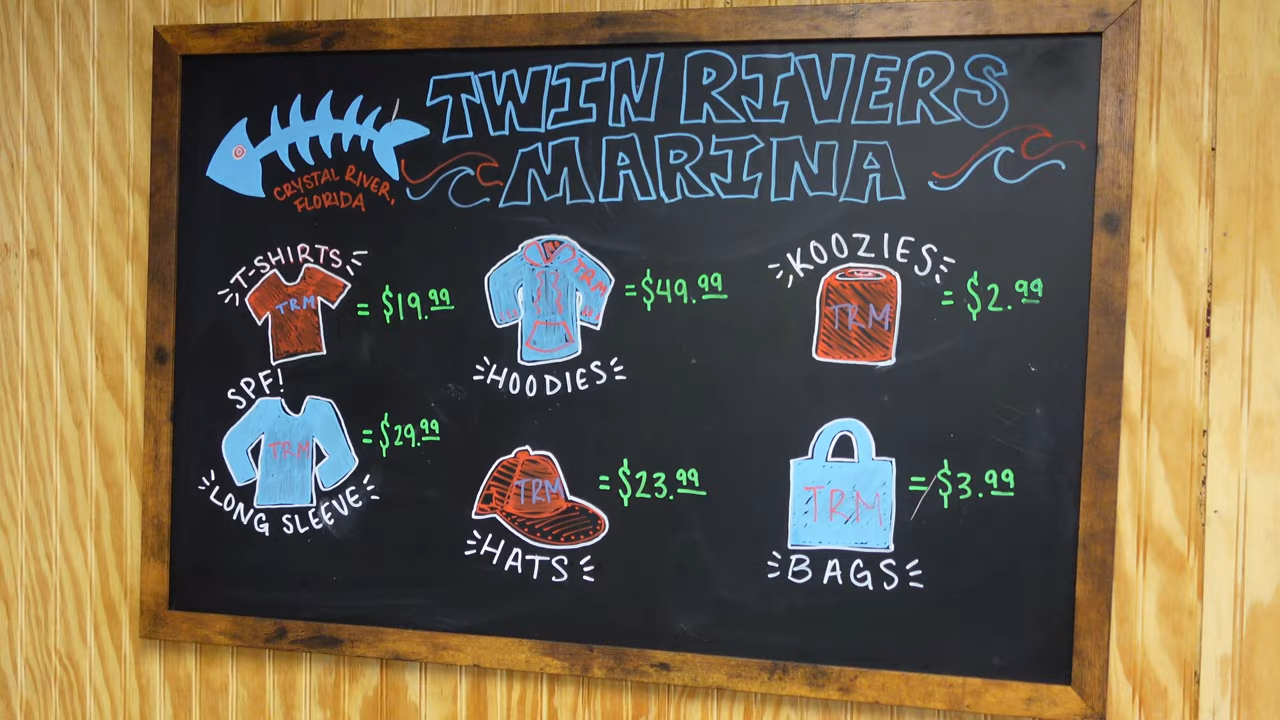 TWIN RIVERS
MARINA
CRYSTAL RIVER,
FLORIDA
T-SHIRTS
TRM
= $19.99
TRM
= $49.99
HOODIES
KOOZIES
TRM
= $2.99
SPF!
TRM
= $29.99
LONG SLEEVE
TRM
= $23.99
HATS
TRM
= $3.99
BAGS